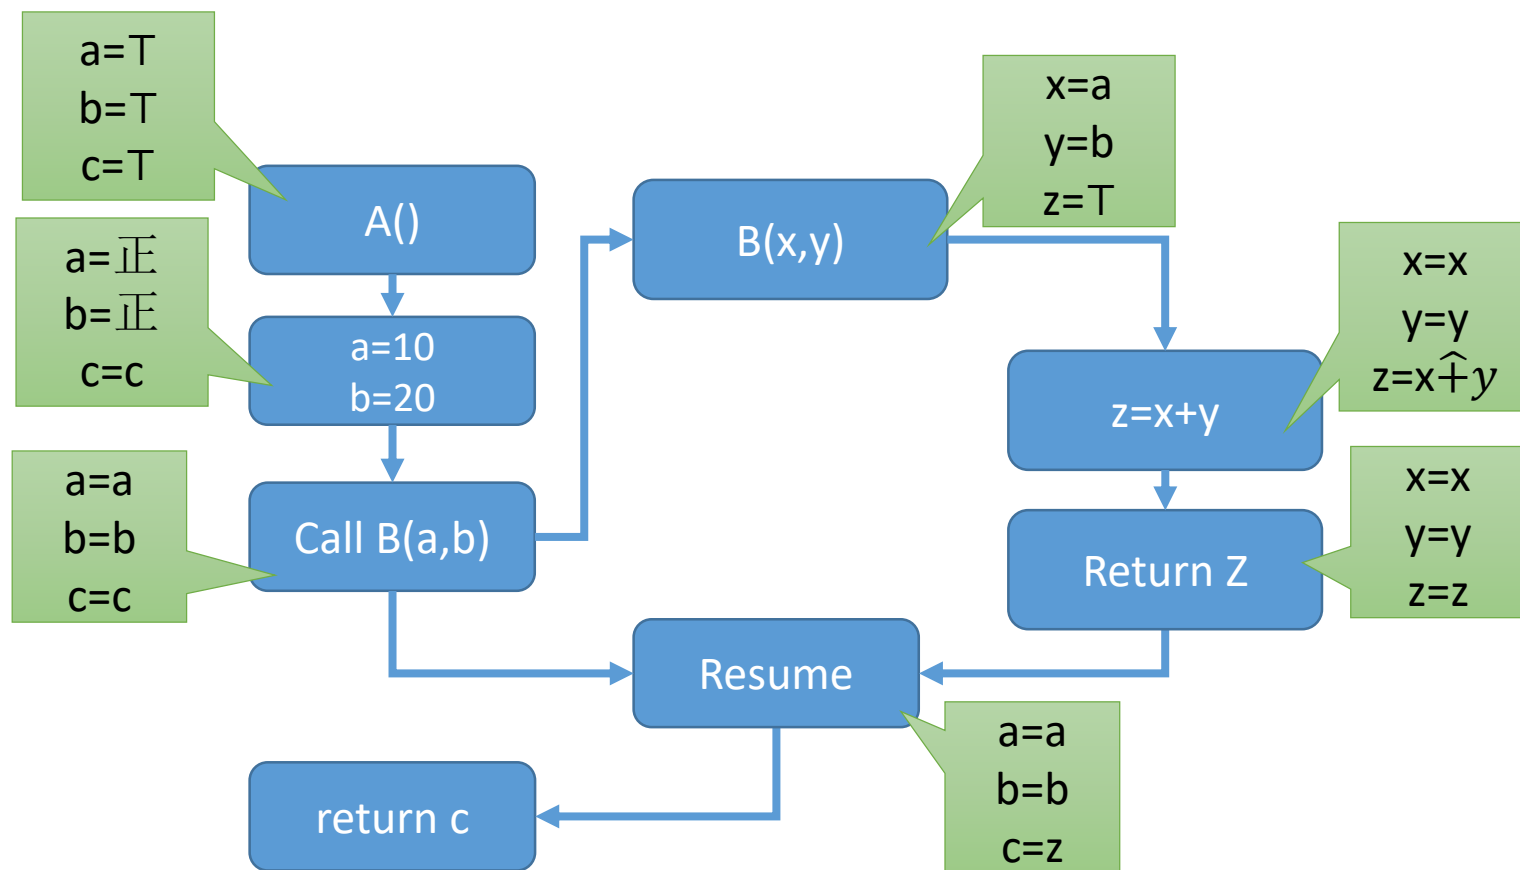 a=⊤
b=⊤
c=⊤
A()
a=正
b=正
c=c
a=10
b=20
a=a
b=b
c=c
Call B(a,b)
x=a
y=b
z=⊤
B(x,y)
x=x
y=y
z=x+̂y
z=x+y
x=x
y=y
z=z
Return Z
Resume
a=a
b=b
c=z
return c